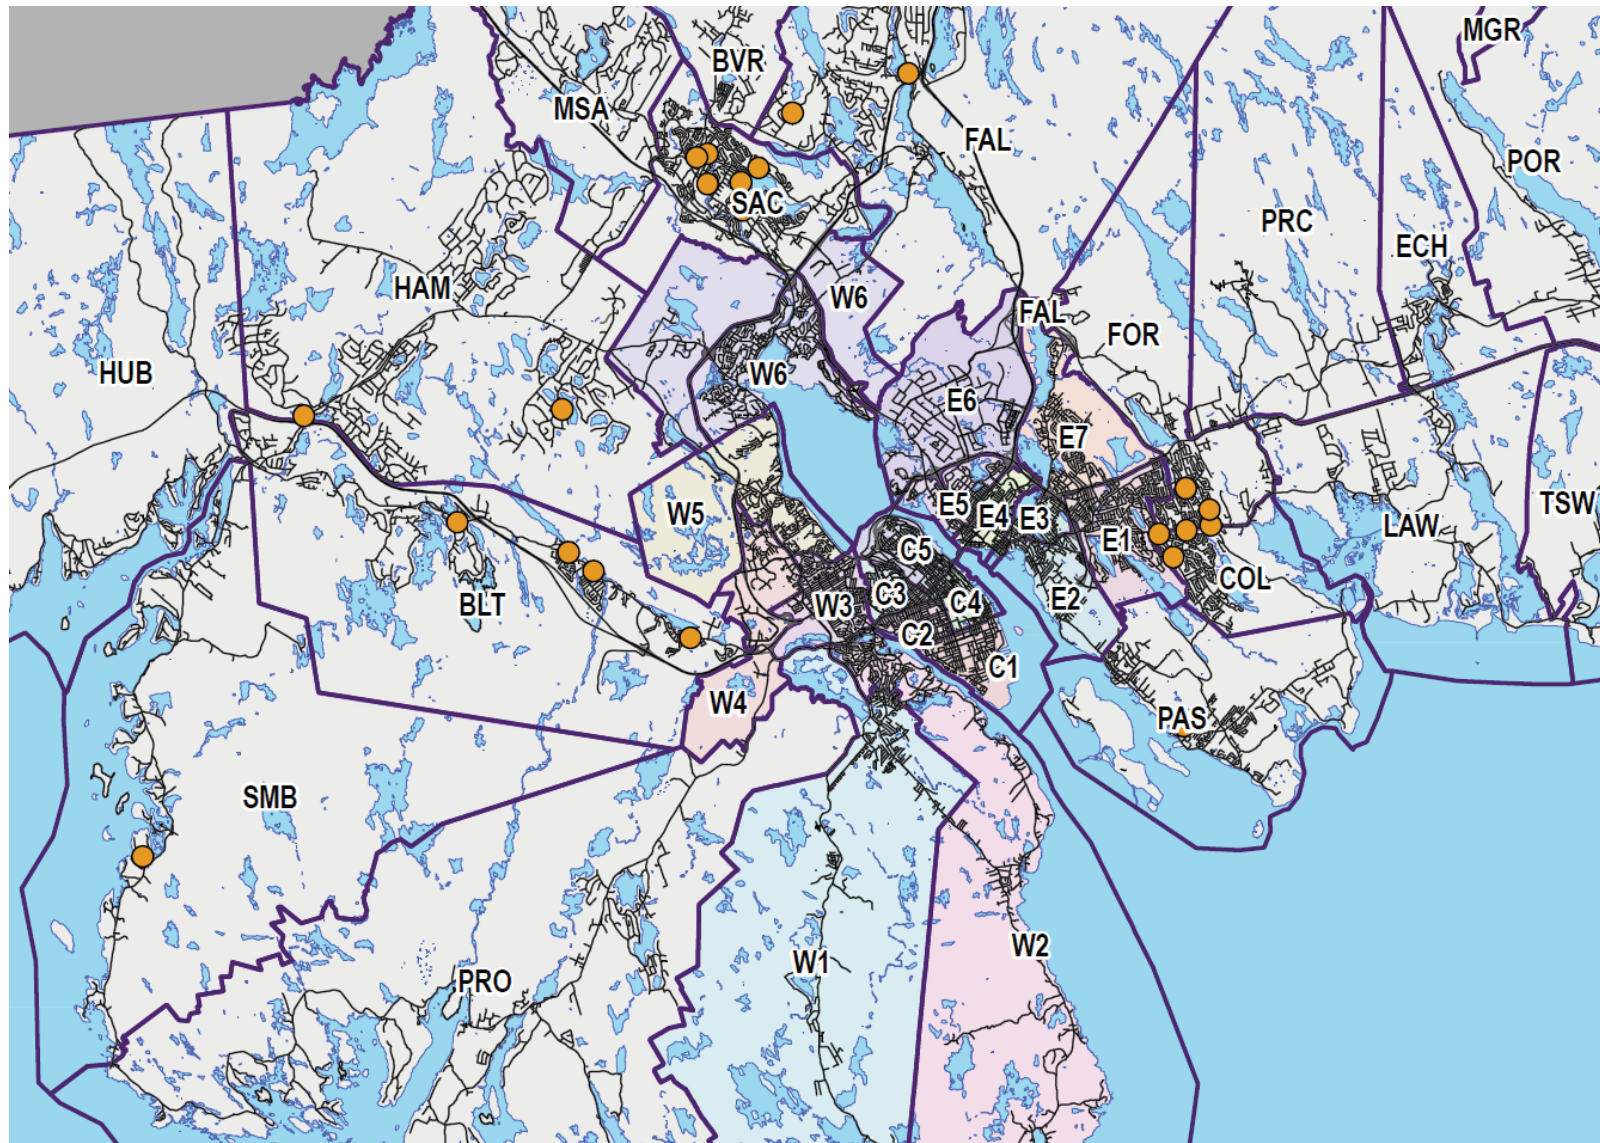 MGR
BVR
MSA
FAL
POR
SAC
PRC
ECH
HAM
W6
FAL
FOR
HUB
W6
E6
E7
W5
E5
E4
E3
LAW
TSW
E1
C5
COL
BLT
W3
C3
C4
E2
C2
C1
W4
PAS
SMB
W1
W2
PRO